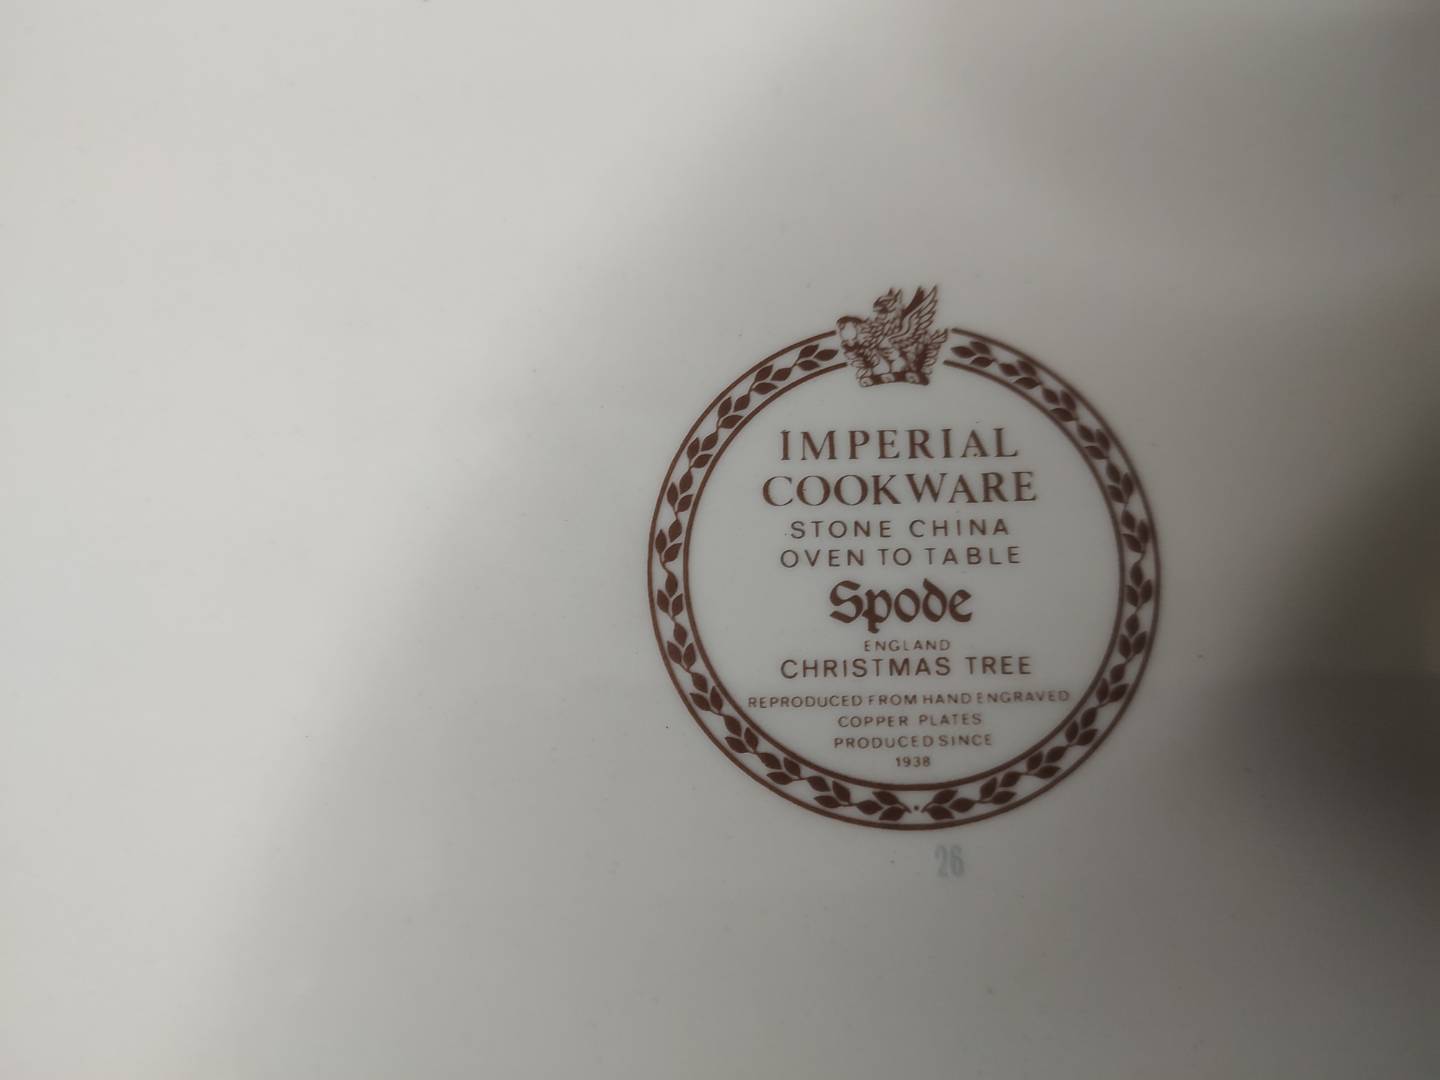 IMPERIAL
COOKWARE
STONE CHINA
OVEN TO TABLE
Spode
ENGLAND
CHRISTMAS TREE
REPRODUCED FROM HAND ENGRAVED
COPPER PLATES
PRODUCED SINCE
1938
26